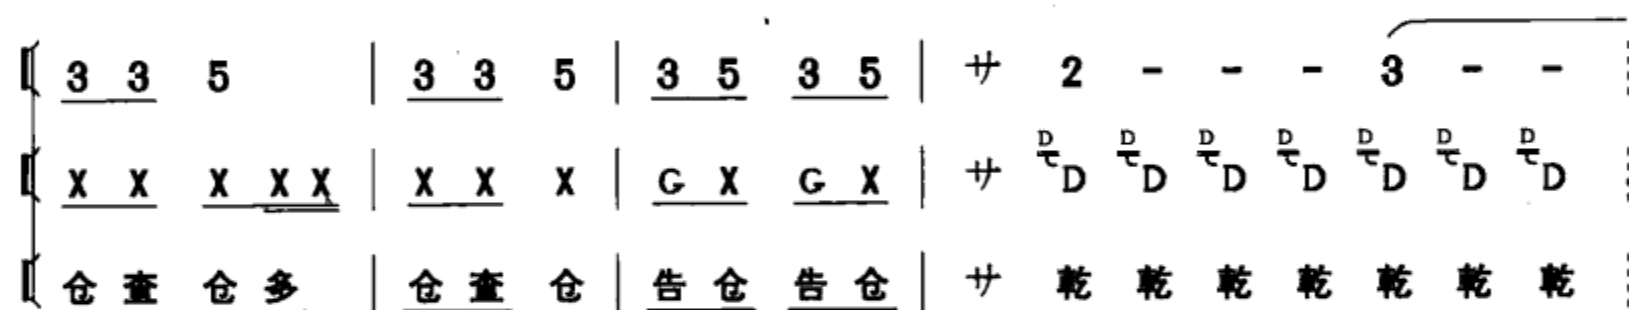 3 3 5 | 3 3 5 | 3 5 3 5 | サ 2 - - - 3 - -
X X X X X | X X X | G X G X | サ D D D D D D D D D D D D D D
仓 查 仓 多 | 仓 查 仓 | 告 仓 告 仓 | サ 乾 乾 乾 乾 乾 乾 乾